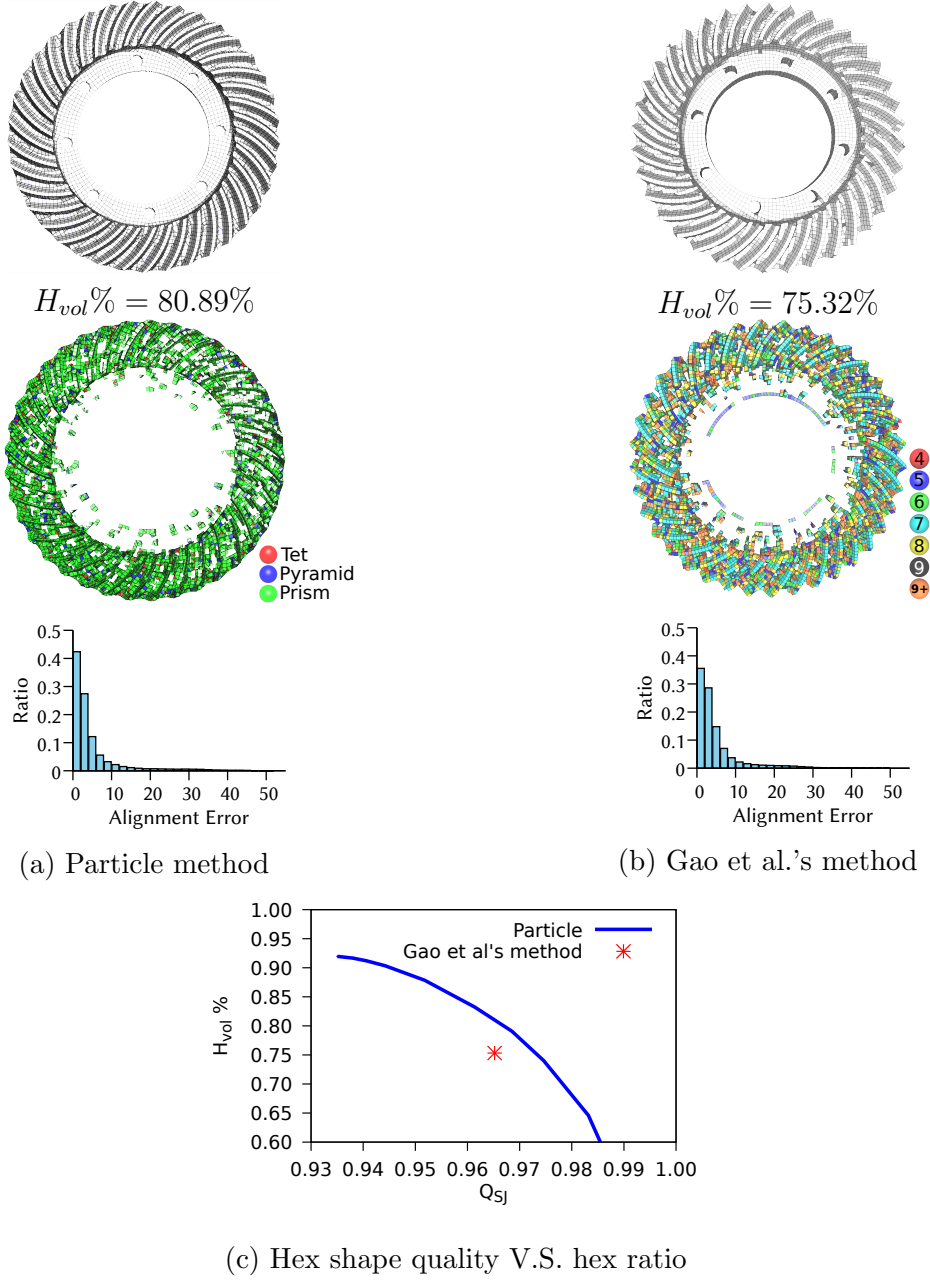 H_vol% = 80.89%
H_vol% = 75.32%
Tet
Pyramid
Prism
4
5
6
7
8
9
9+
0.5
0.4
0.3
0.2
0.1
0
Ratio
0 10 20 30 40 50
Alignment Error
0.5
0.4
0.3
0.2
0.1
0
Ratio
0 10 20 30 40 50
Alignment Error
(a) Particle method
(b) Gao et al.'s method
1.00
0.95
0.90
0.85
0.80
0.75
0.70
0.65
0.60
H_vol %
Particle
Gao et al's method
0.93 0.94 0.95 0.96 0.97 0.98 0.99 1.00
Q_SJ
(c) Hex shape quality V.S. hex ratio